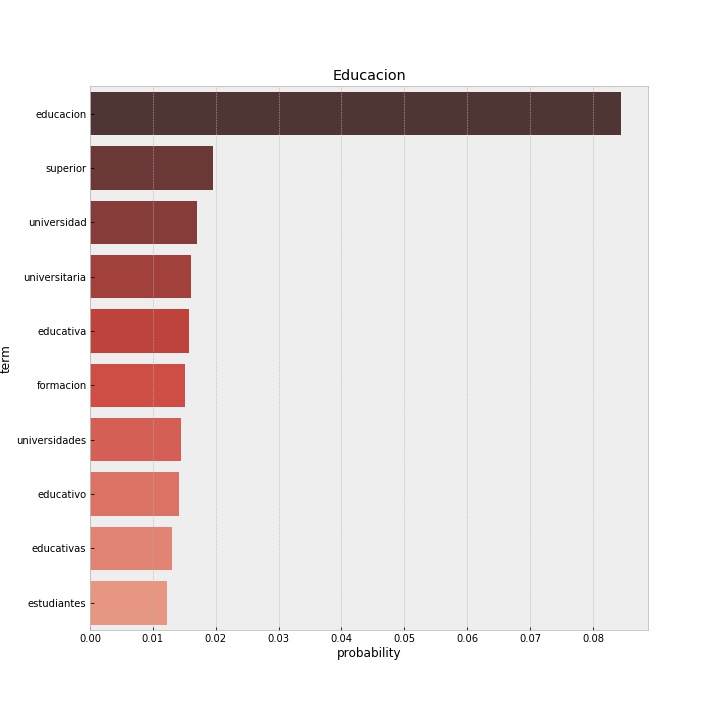 Educacion
educacion
superior
universidad
universitaria
educativa
formacion
universidades
educativo
educativas
estudiantes
term
0.00 0.01 0.02 0.03 0.04 0.05 0.06 0.07 0.08
probability